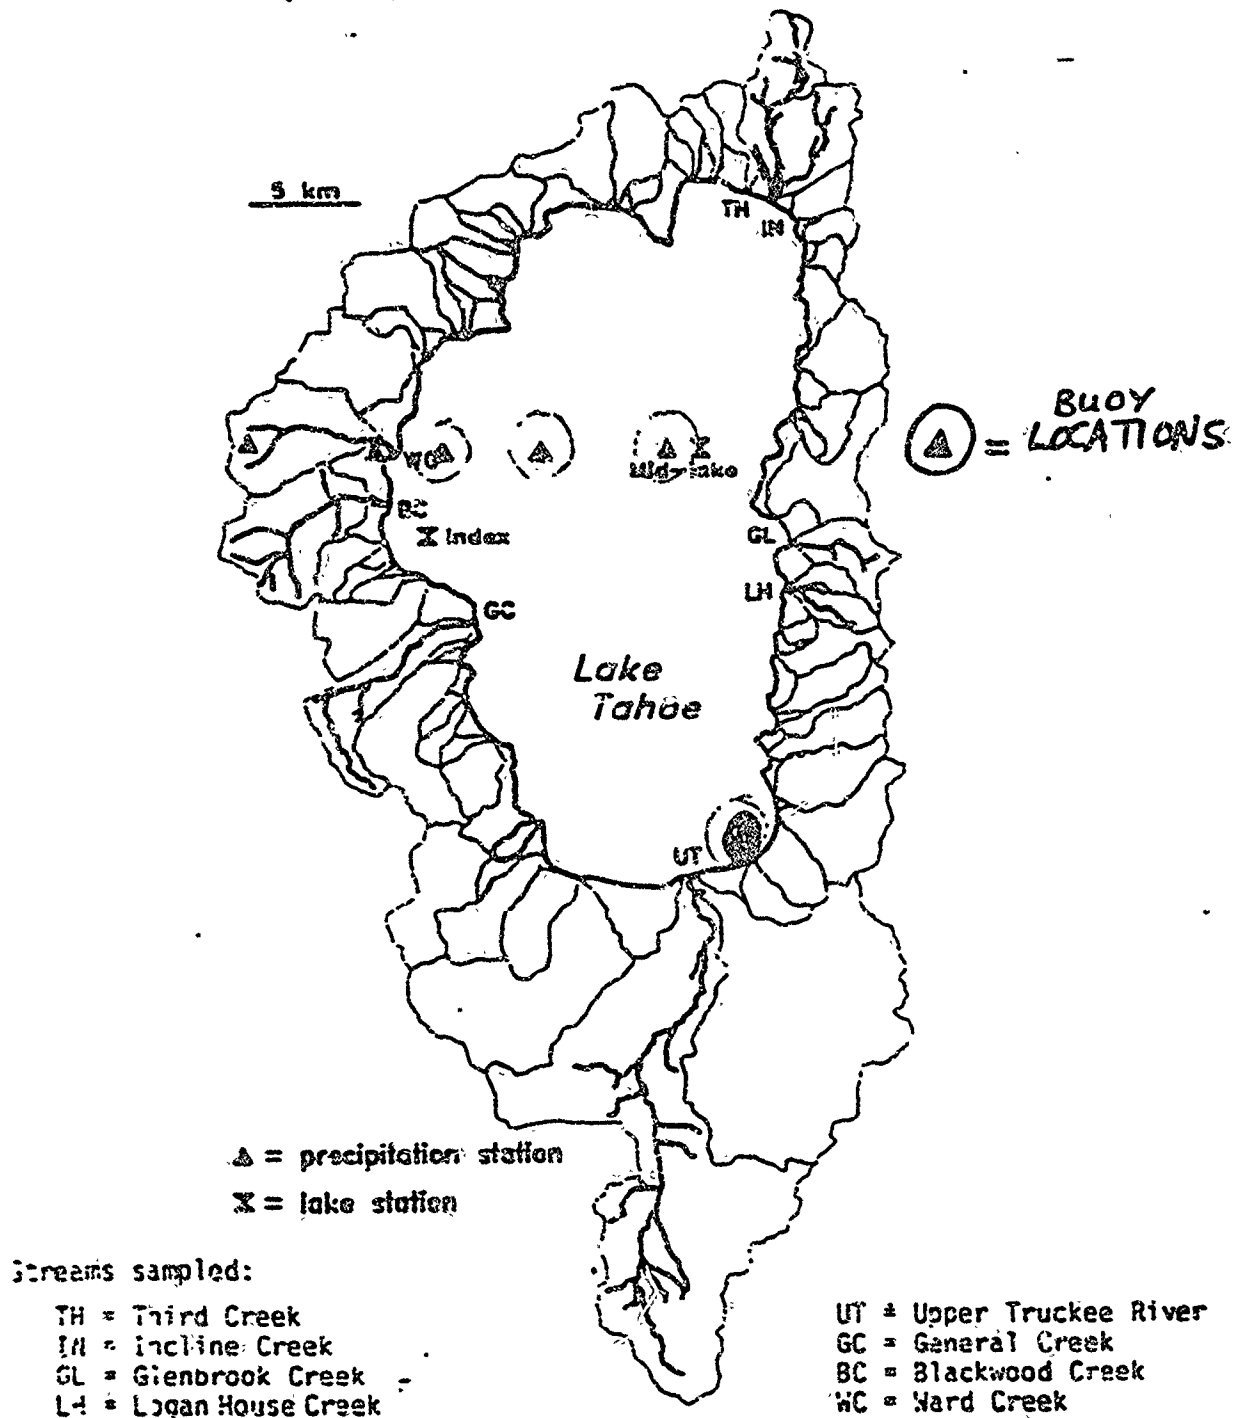 5 km
TH
IN
BUOY
= LOCATIONS
WC
Mid-lake
BC
Index
GL
LH
GC
Lake
Tahoe
UT
= precipitation station
= lake station
Streams sampled:
TH = Third Creek
IN = Incline Creek
GL = Glenbrook Creek
LH = Logan House Creek
UT = Upper Truckee River
GC = General Creek
BC = Blackwood Creek
WC = Ward Creek